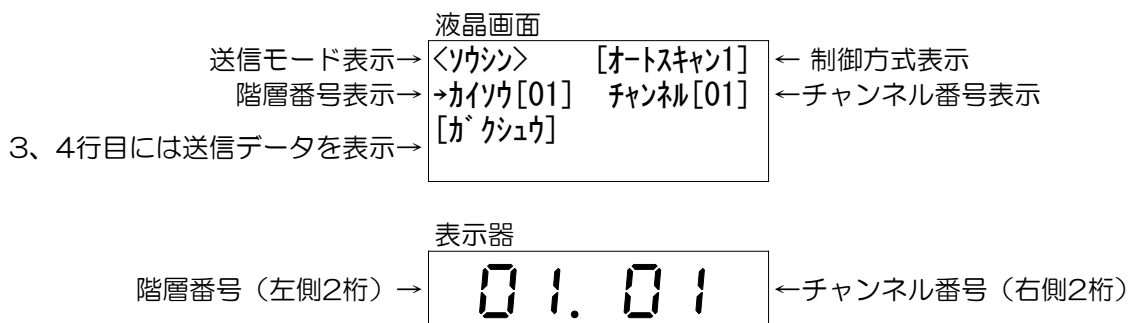 液晶画面
送信モード表示→ <ソウシン> [オートスキャン1] ← 制御方式表示
階層番号表示→ →カイソウ[01] チャンネル[01] ←チャンネル番号表示
[ガクシュウ]
3、4行目には送信データを表示→
表示器
階層番号（左側2桁）→ 01. 01 ←チャンネル番号（右側2桁）